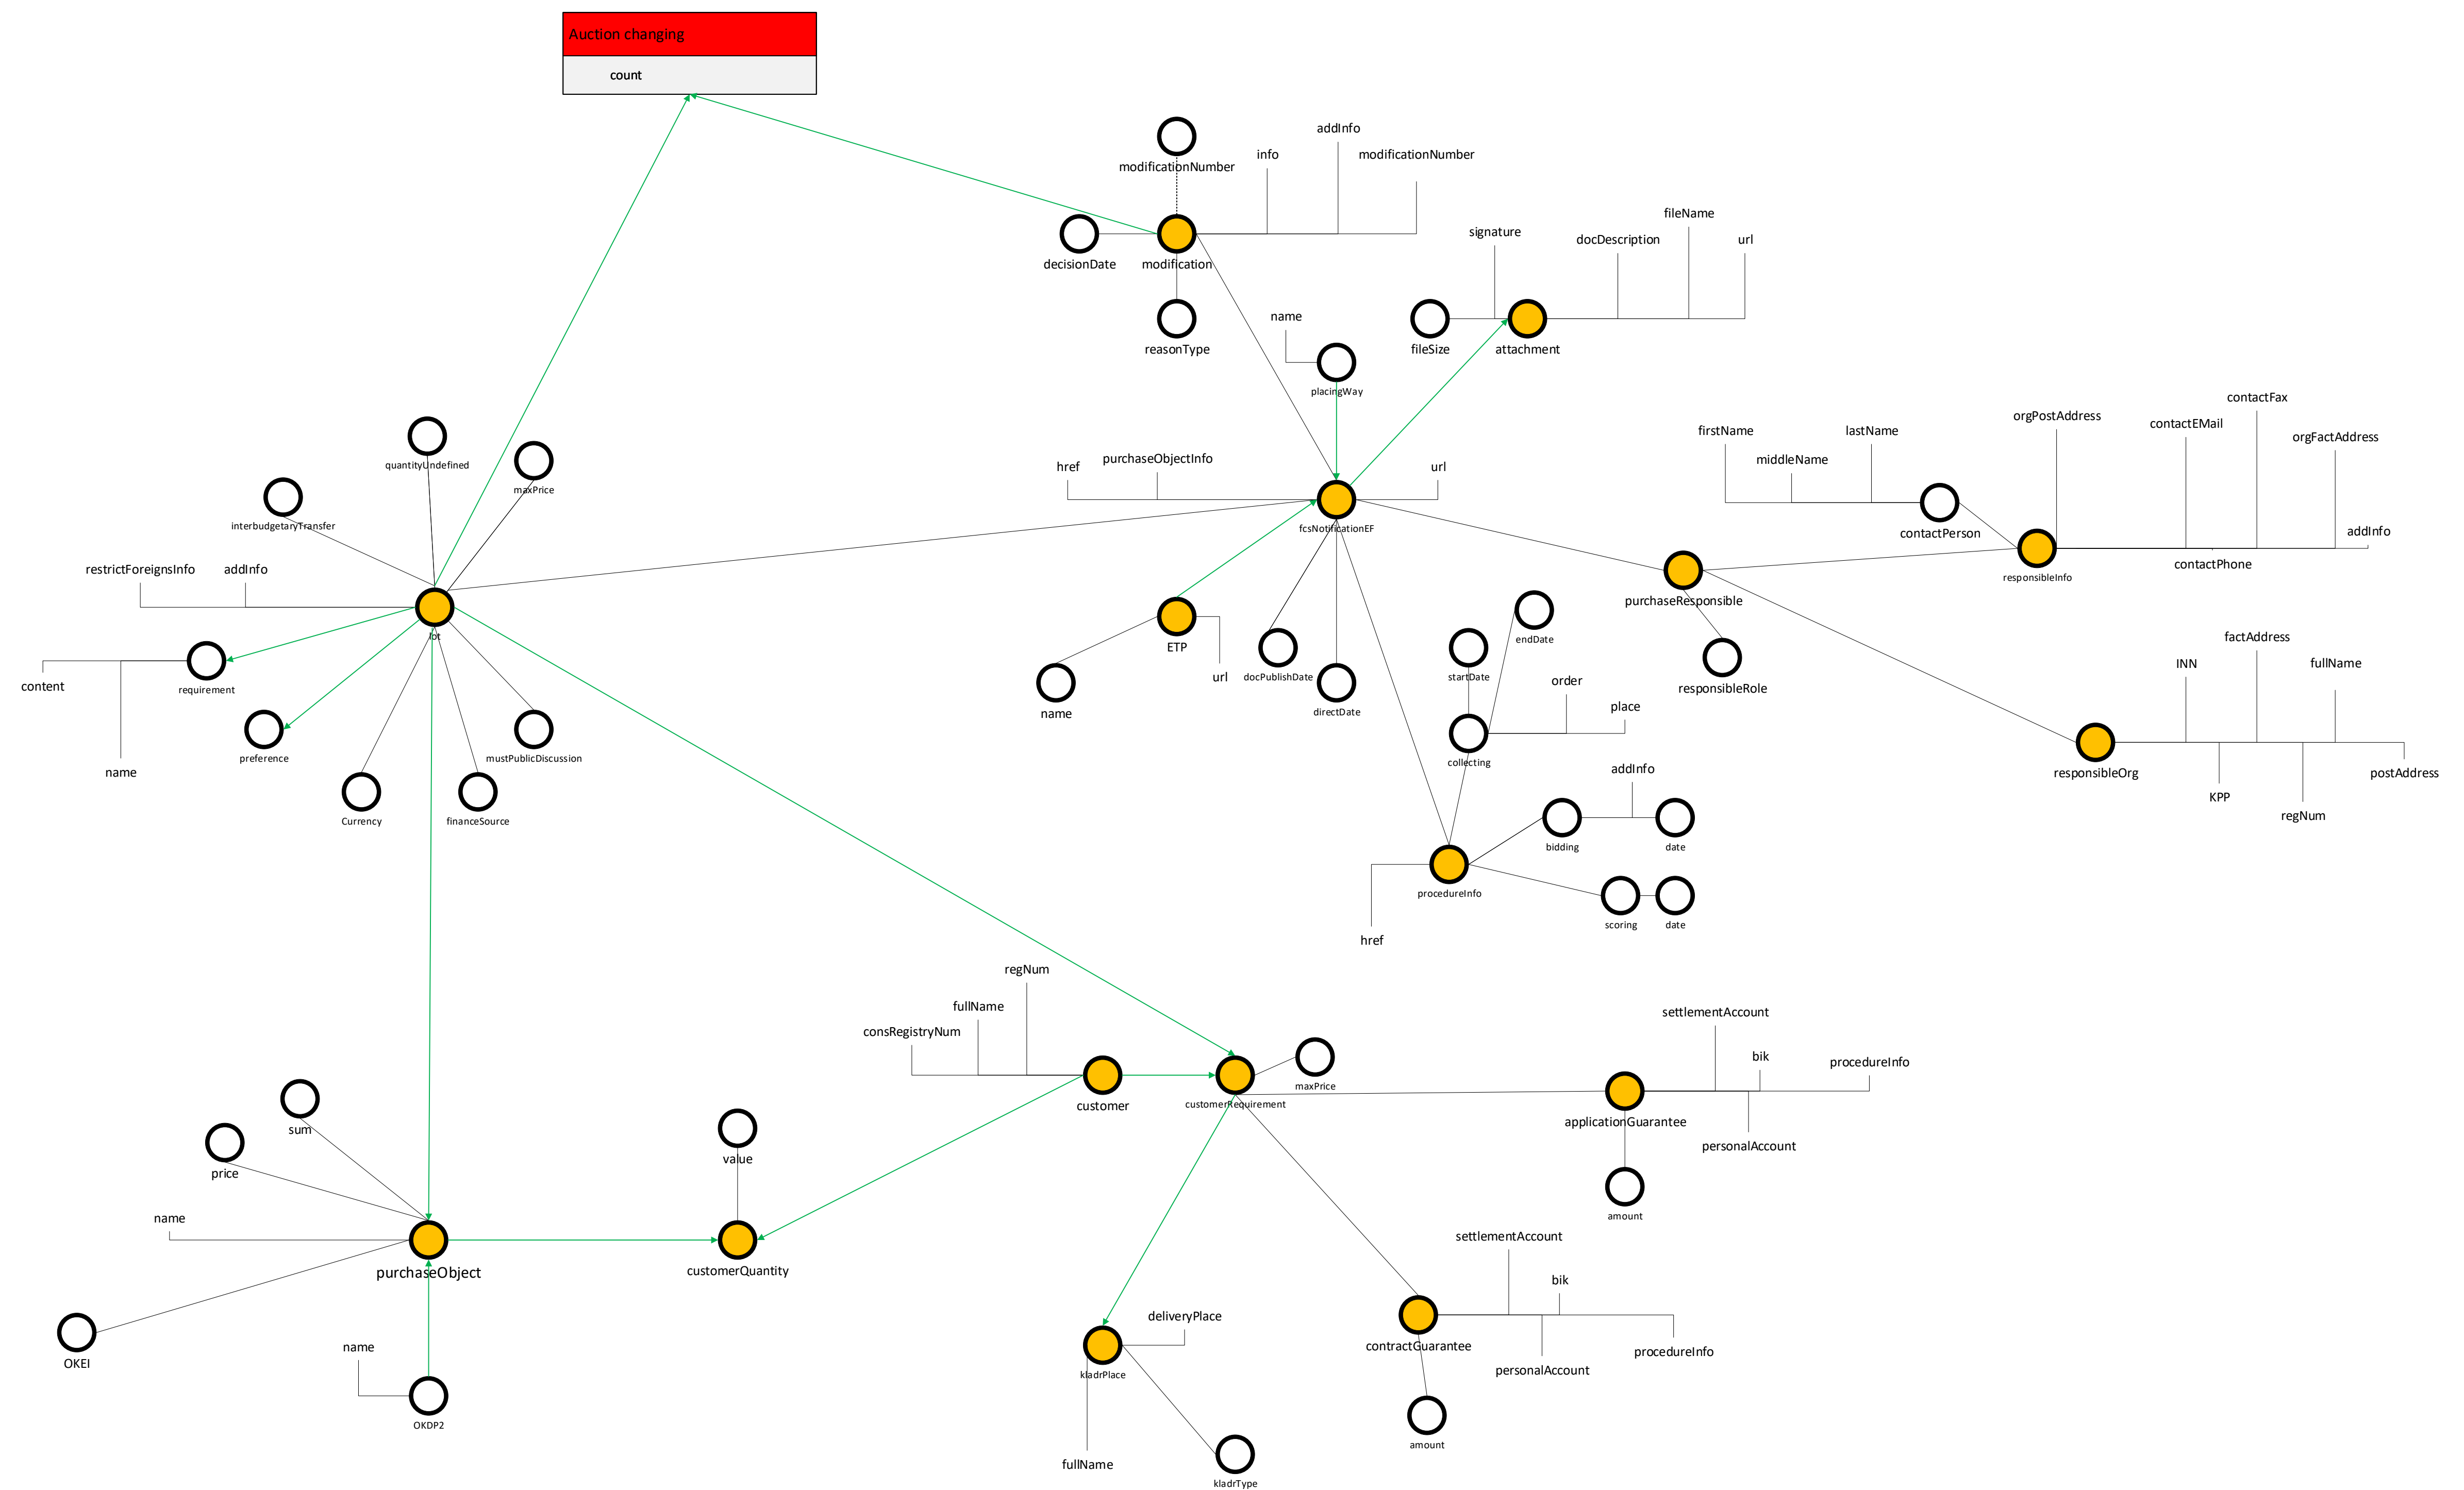 Auction changing
count
addInfo
info
modificationNumber
modificationNumber
fileName
signature
docDescription
url
decisionDate
modification
name
reasonType
fileSize
attachment
placingWay
contactFax
orgPostAddress
contactEMail
firstName
lastName
orgFactAddress
middleName
quantityUndefined
purchaseObjectInfo
href
url
maxPrice
interbudgetaryTransfer
fcsNotificationEF
contactPerson
addInfo
contactPhone
responsibleInfo
restrictForeignsInfo
addInfo
purchaseResponsible
lot
endDate
factAddress
ETP
INN
fullName
url
docPublishDate
startDate
order
content
requirement
responsibleRole
name
directDate
place
preference
mustPublicDiscussion
collecting
addInfo
responsibleOrg
postAddress
name
KPP
regNum
Currency
financeSource
bidding
date
procedureInfo
scoring
date
href
regNum
fullName
consRegistryNum
settlementAccount
bik
procedureInfo
maxPrice
customer
customerRequirement
applicationGuarantee
sum
personalAccount
value
price
name
amount
settlementAccount
purchaseObject
customerQuantity
bik
deliveryPlace
name
OKEI
contractGuarantee
procedureInfo
kladrPlace
personalAccount
OKDP2
amount
fullName
kladrType